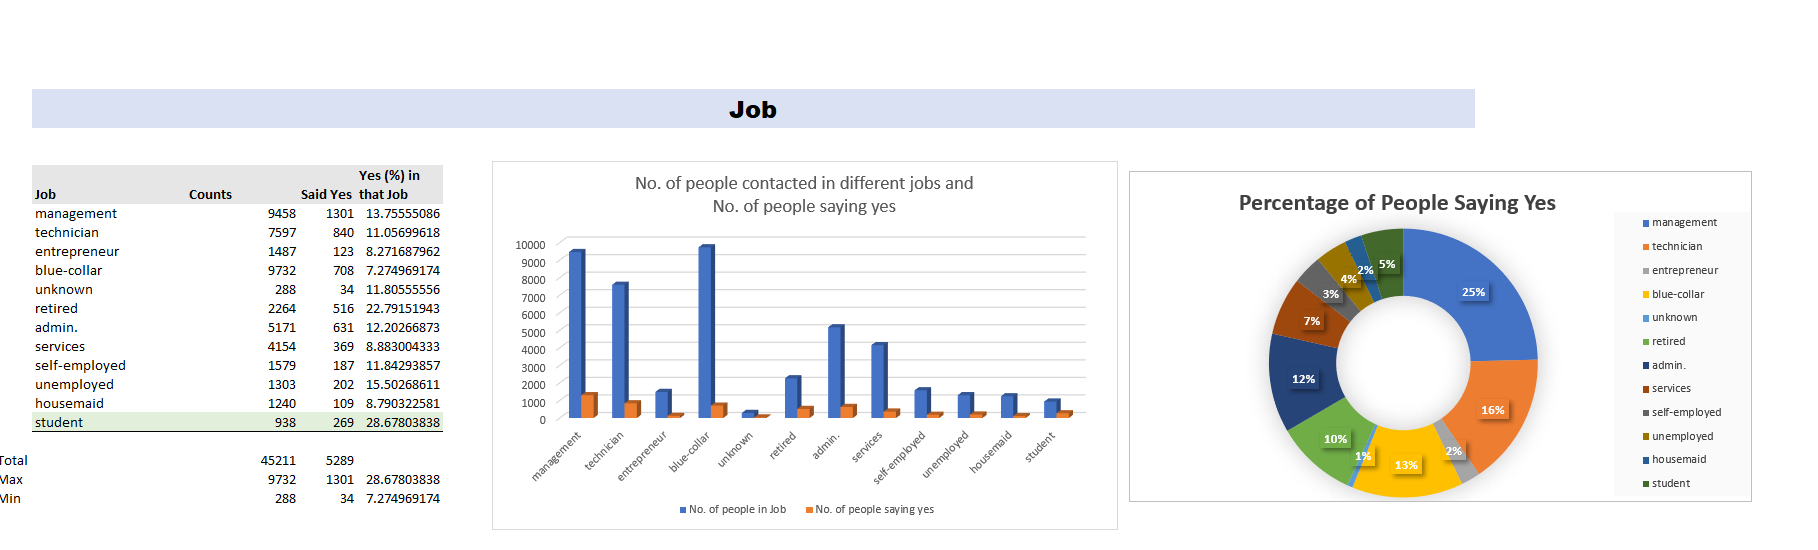 Job
Yes (%) in
Job Counts Said Yes that Job
management 9458 1301 13.75555086
technician 7597 840 11.05699618
entrepreneur 1487 123 8.271687962
blue-collar 9732 708 7.274969174
unknown 288 34 11.80555556
retired 2264 516 22.79151943
admin. 5171 631 12.20266873
services 4154 369 8.883004333
self-employed 1579 187 11.84293857
unemployed 1303 202 15.50268611
housemaid 1240 109 8.790322581
student 938 269 28.67803838
Total 45211 5289
Max 9732 1301 28.67803838
Min 288 34 7.274969174
No. of people contacted in different jobs and
No. of people saying yes
10000
9000
8000
7000
6000
5000
4000
3000
2000
1000
0
management
technician
entrepreneur
blue-collar
unknown
retired
admin.
services
self-employed
unemployed
housemaid
student
No. of people in Job No. of people saying yes
Percentage of People Saying Yes
25%
16%
2%
13%
1%
10%
12%
7%
3%
4%
2%
5%
management
technician
entrepreneur
blue-collar
unknown
retired
admin.
services
self-employed
unemployed
housemaid
student